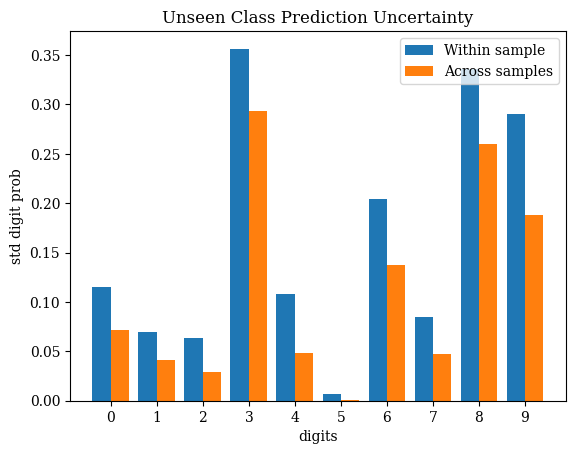 Unseen Class Prediction Uncertainty
Within sample
Across samples
std digit prob
0.35
0.30
0.25
0.20
0.15
0.10
0.05
0.00
0 1 2 3 4 5 6 7 8 9
digits